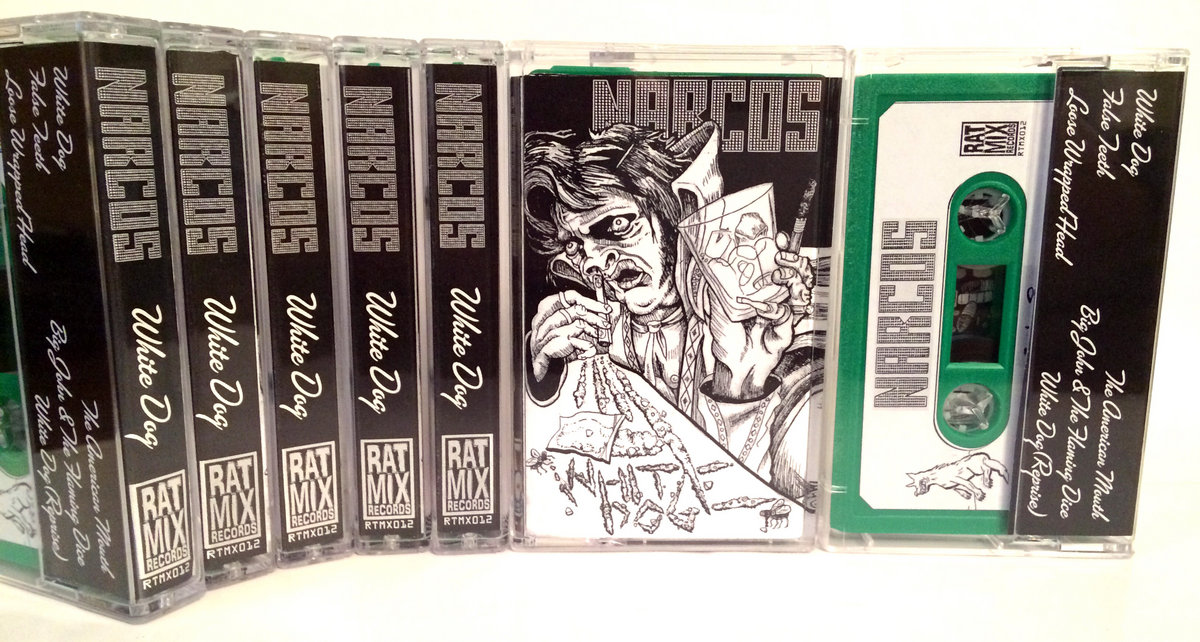 White Dog
False Teeth
Loose Wrapped Head
The American Mouth
Big John & The Flaming Dice
White Dog (Reprise)
NARCOS
White Dog
RAT
MIX
RECORDS
RTMX012
NARCOS
White Dog
RAT
MIX
RECORDS
RTMX012
NARCOS
White Dog
RAT
MIX
RECORDS
RTMX012
NARCOS
White Dog
RAT
MIX
RECORDS
RTMX012
NARCOS
White Dog
RAT
MIX
RECORDS
RTMX012
NARCOS
WHITE
DOG
RAT
MIX
RECORDS
RTMX012
NARCOS
White Dog
False Teeth
Loose Wrapped Head
The American Mouth
Big John & The Flaming Dice
White Dog (Reprise)